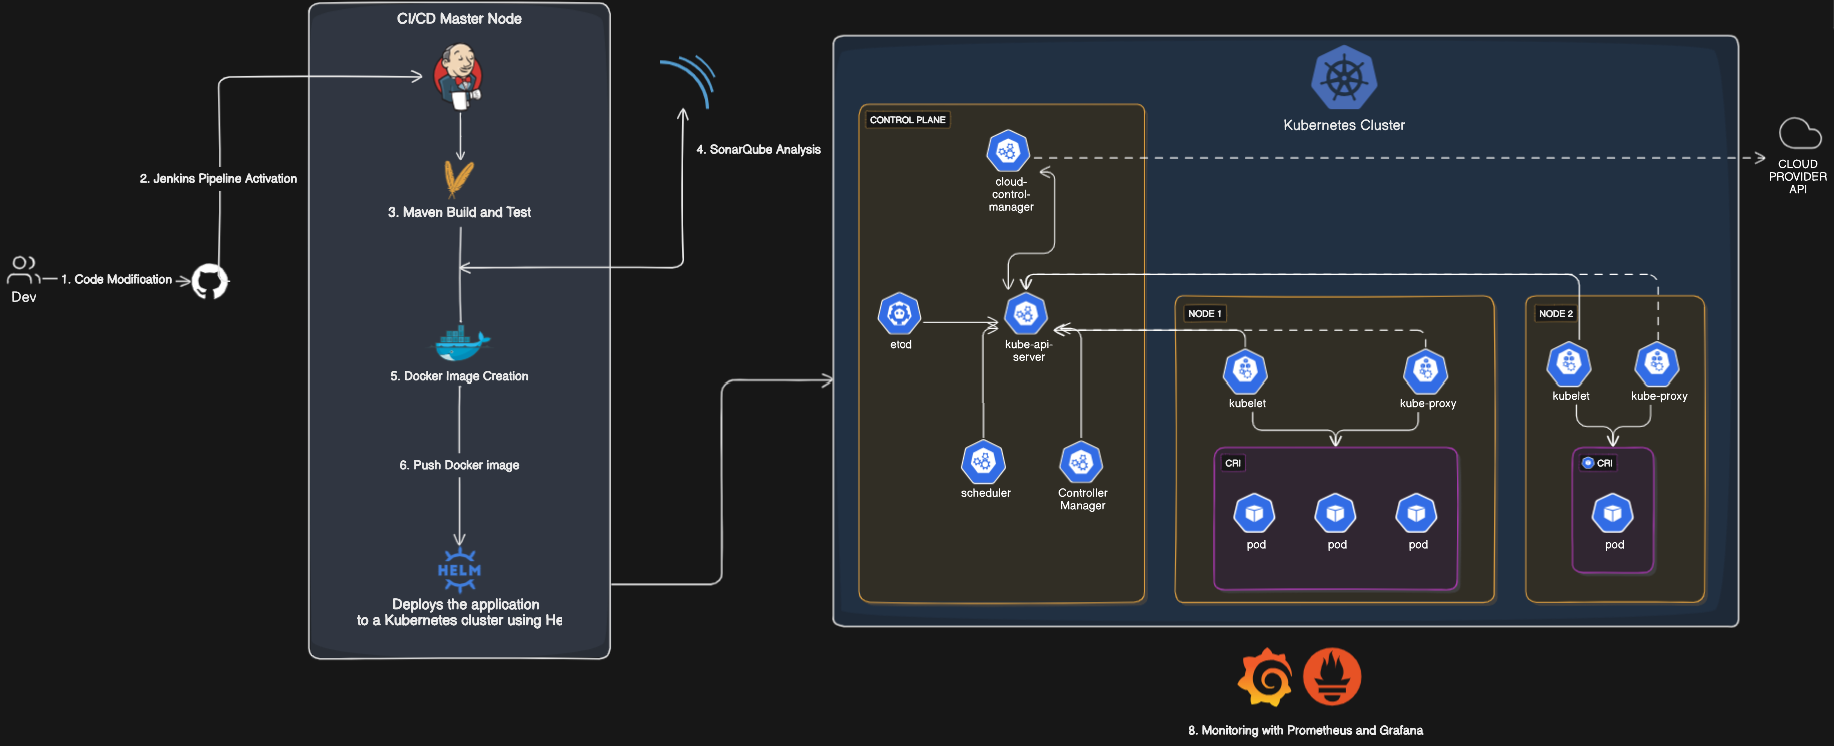 CI/CD Master Node
2. Jenkins Pipeline Activation
3. Maven Build and Test
1. Code Modification
Dev
4. SonarQube Analysis
5. Docker Image Creation
6. Push Docker image
HELM
Deploys the application
to a Kubernetes cluster using He
Kubernetes Cluster
CONTROL PLANE
cloud-
control-
manager
CLOUD
PROVIDER
API
etod
kube-api-
server
scheduler
Controller
Manager
NODE 1
kubelet
kube-proxy
CRI
pod
pod
pod
NODE 2
kubelet
kube-proxy
CRI
pod
8. Monitoring with Prometheus and Grafana